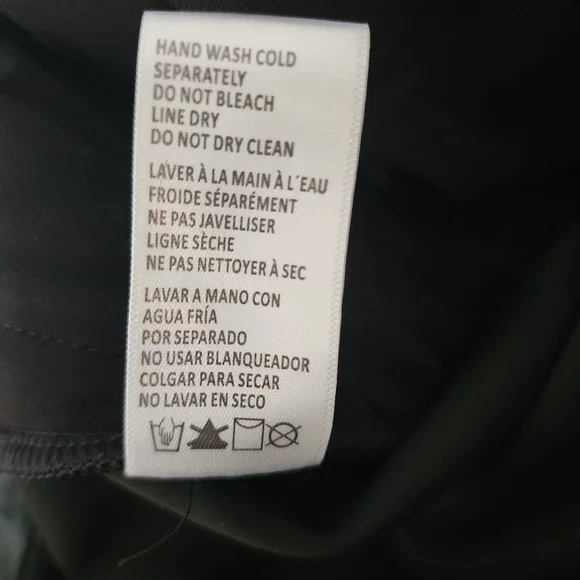 HAND WASH COLD
SEPARATELY
DO NOT BLEACH
LINE DRY
DO NOT DRY CLEAN
LAVER À LA MAIN À L´EAU
FROIDE SÉPARÉMENT
NE PAS JAVELLISER
LIGNE SÈCHE
NE PAS NETTOYER À SEC
LAVAR A MANO CON
AGUA FRÍA
POR SEPARADO
NO USAR BLANQUEADOR
COLGAR PARA SECAR
NO LAVAR EN SECO